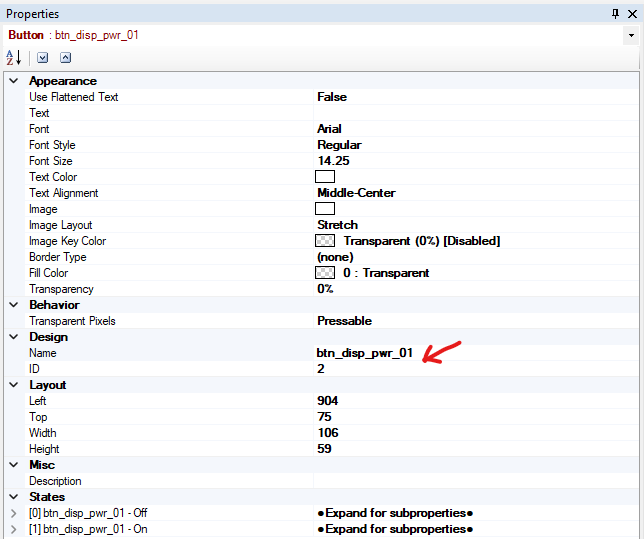 Properties
Button : btn_disp_pwr_01
AZ
Appearance
Use Flattened Text False
Text
Font Arial
Font Style Regular
Font Size 14.25
Text Color
Text Alignment Middle-Center
Image
Image Layout Stretch
Image Key Color Transparent (0%) [Disabled]
Border Type (none)
Fill Color 0 : Transparent
Transparency 0%
Behavior
Transparent Pixels Pressable
Design
Name btn_disp_pwr_01
ID 2
Layout
Left 904
Top 75
Width 106
Height 59
Misc
Description
States
[0] btn_disp_pwr_01 - Off ●Expand for subproperties●
[1] btn_disp_pwr_01 - On ●Expand for subproperties●